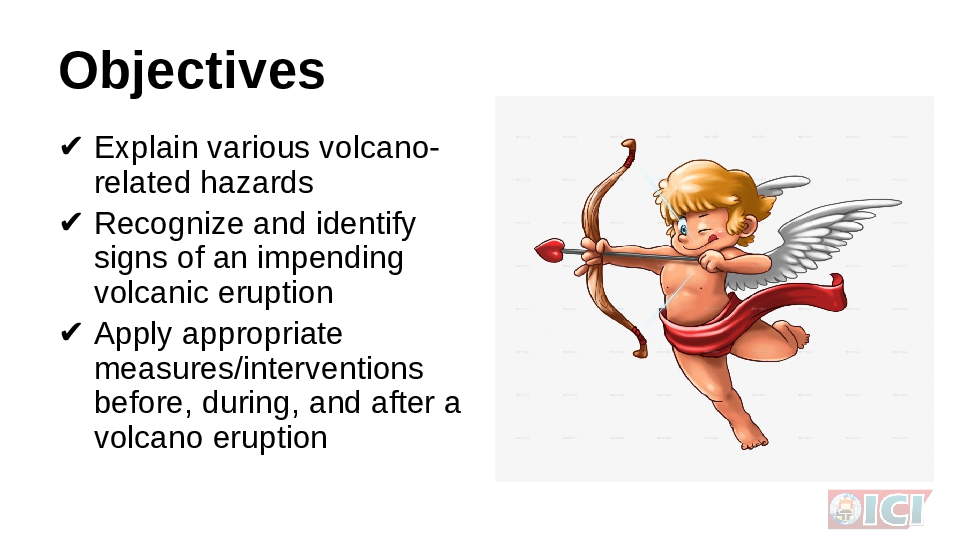 Objectives
✔ Explain various volcano-
related hazards
✔ Recognize and identify
signs of an impending
volcanic eruption
✔ Apply appropriate
measures/interventions
before, during, and after a
volcano eruption
ICI